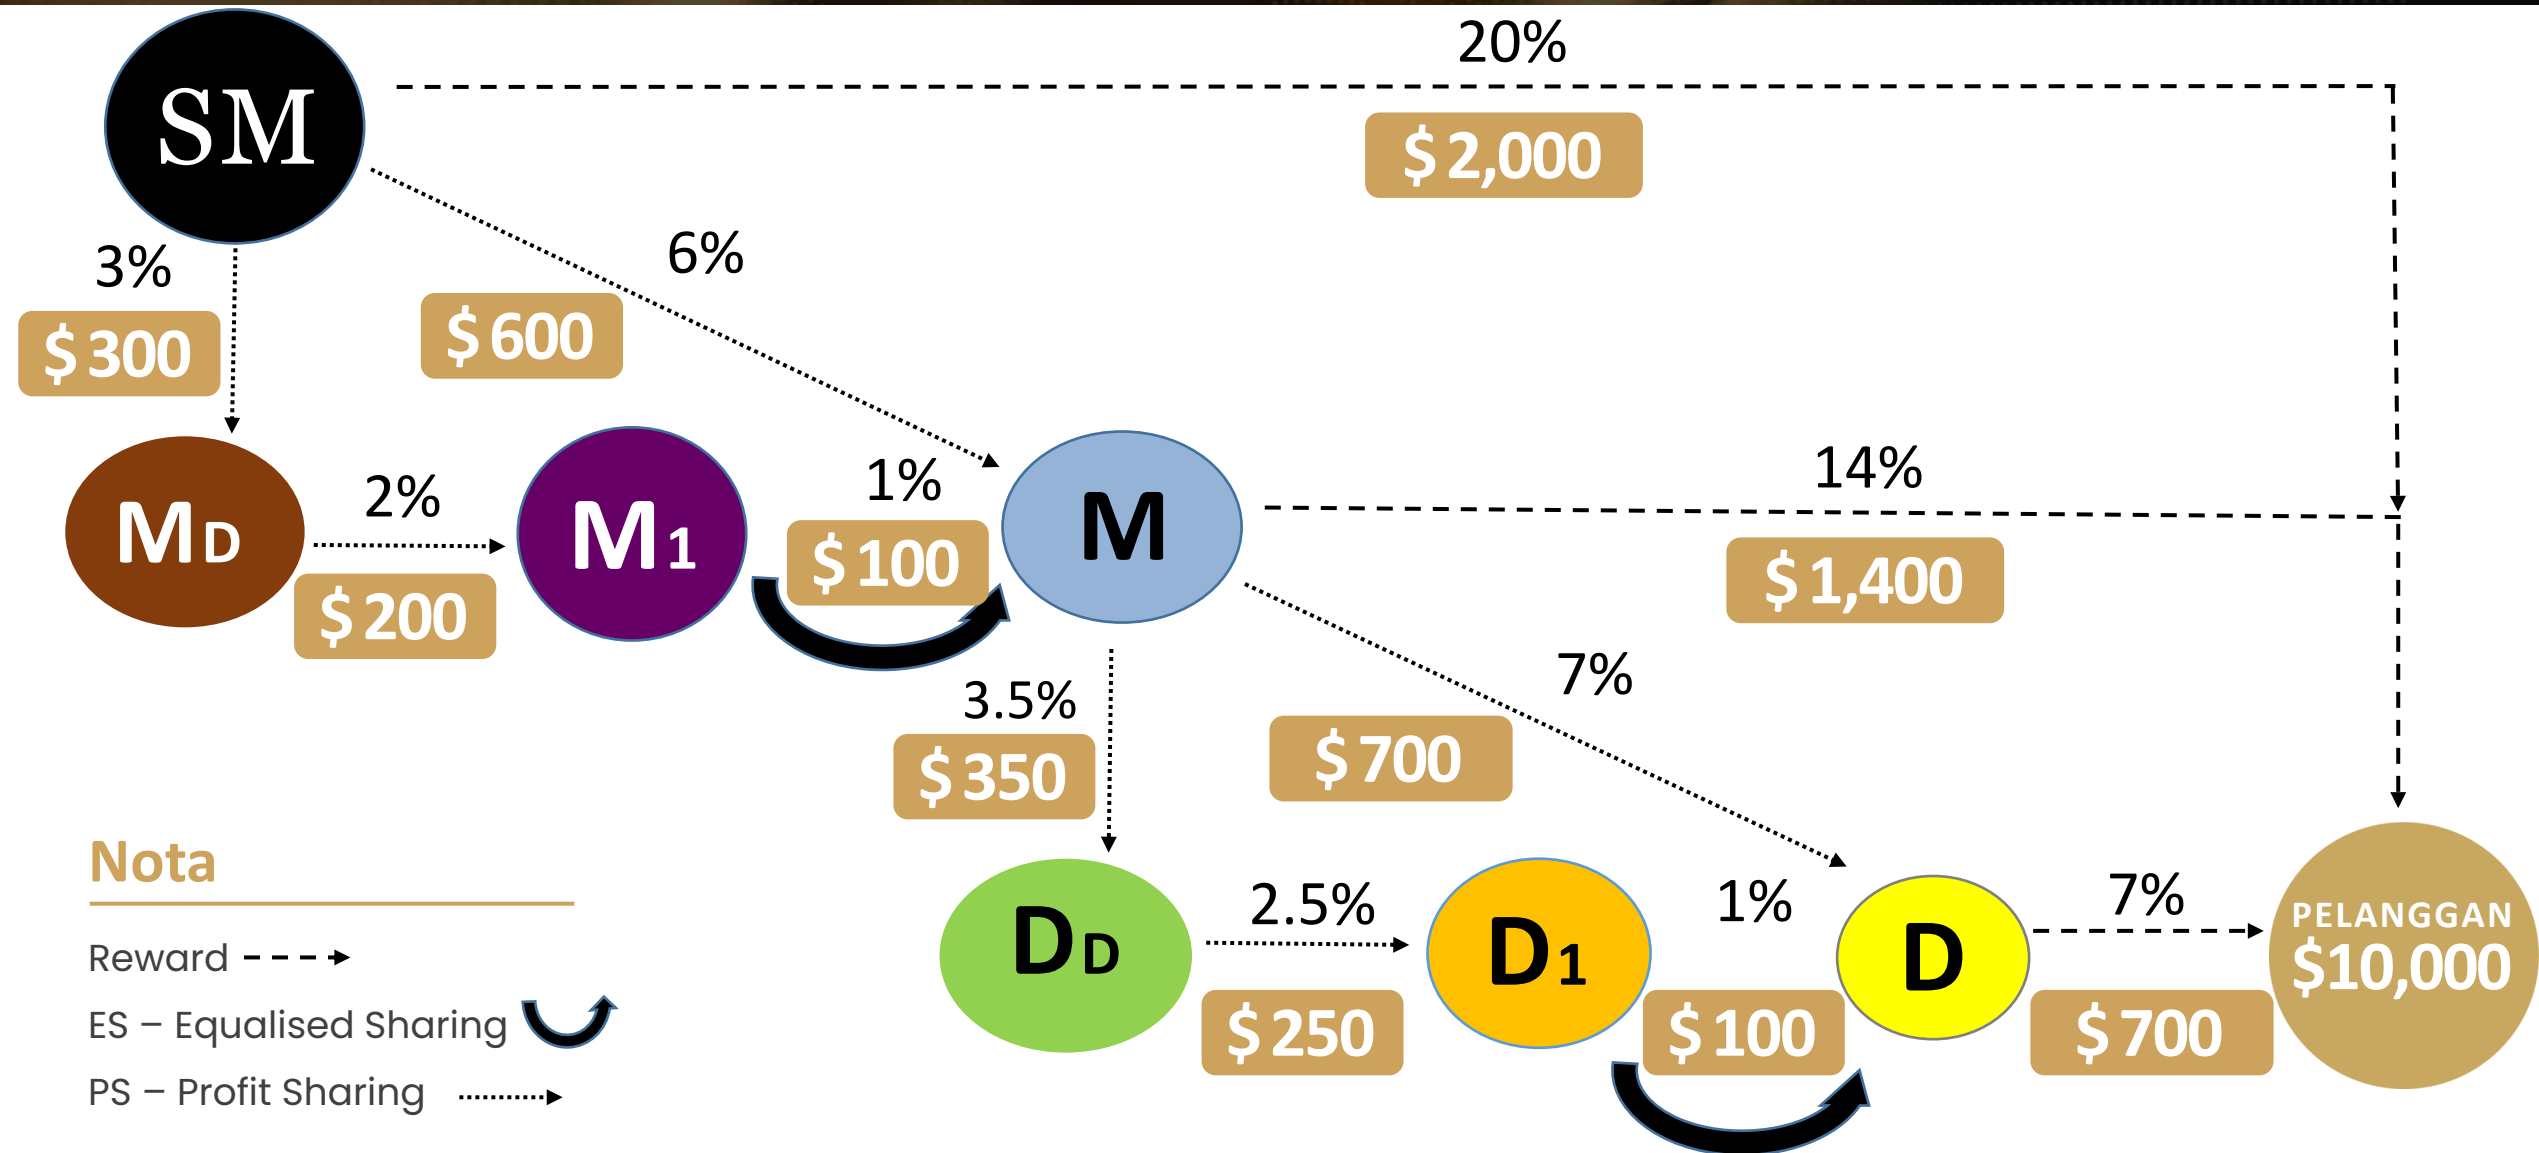 20%
SM
$ 2,000
3%
6%
$ 300
$ 600
MD
2%
$ 200
M1
1%
$ 100
M
14%
$ 1,400
3.5%
$ 350
7%
$ 700
DD
2.5%
$ 250
D1
1%
$ 100
D
7%
$ 700
PELANGGAN
$10,000
Nota
Reward
ES – Equalised Sharing
PS – Profit Sharing